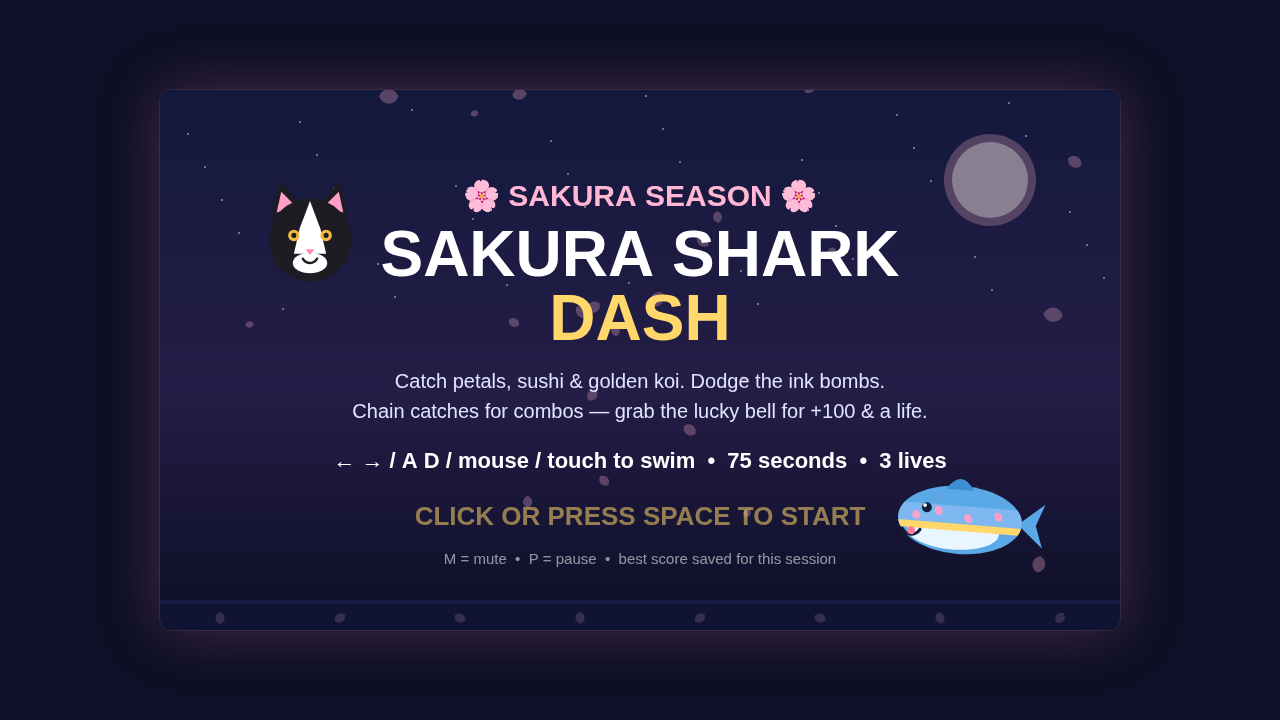 🌸 SAKURA SEASON 🌸
SAKURA SHARK
DASH
Catch petals, sushi & golden koi. Dodge the ink bombs.
Chain catches for combos — grab the lucky bell for +100 & a life.
← → / A D / mouse / touch to swim • 75 seconds • 3 lives
CLICK OR PRESS SPACE TO START
M = mute • P = pause • best score saved for this session